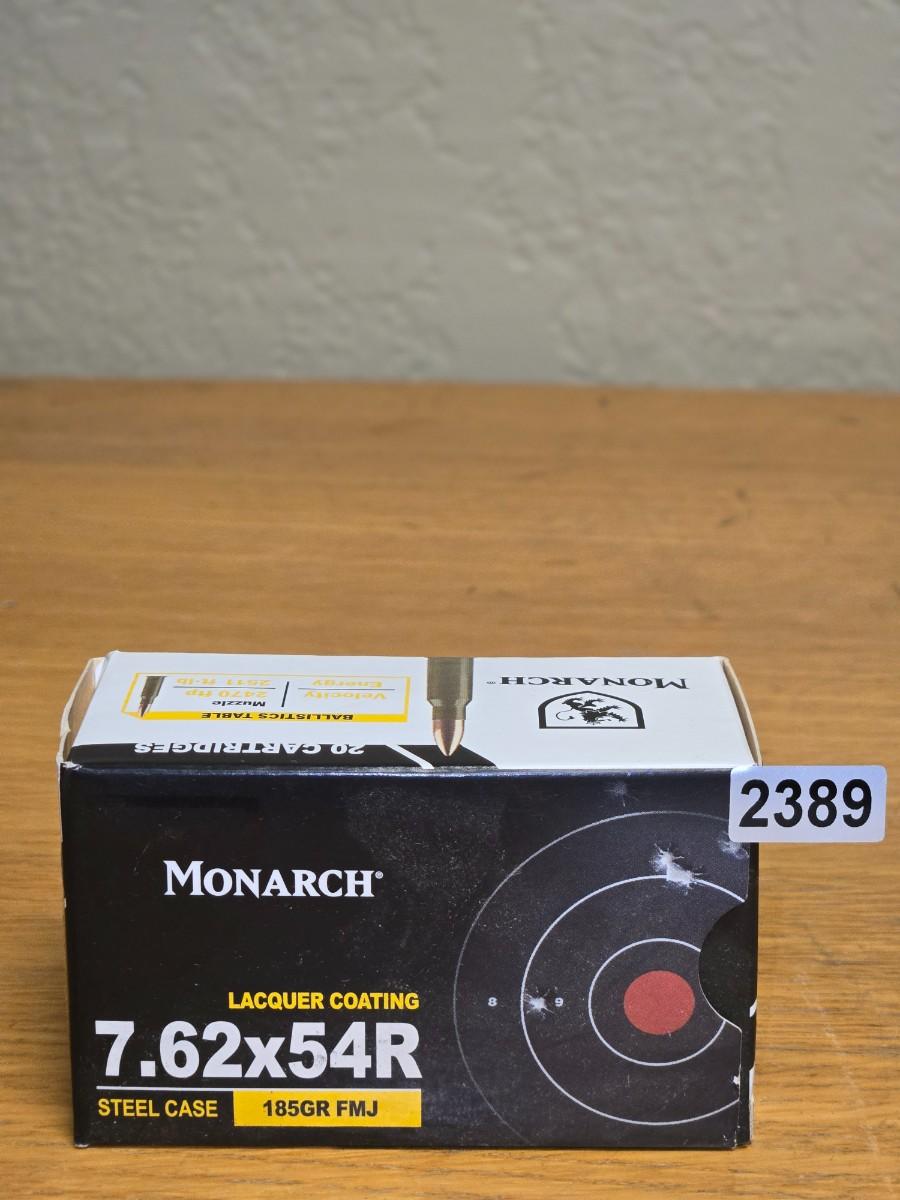 MONARCH®
BALLISTICS TABLE
Muzzle
Velocity
2470 ftp
Energy
2511 ft-lb
20 CARTRIDGES
2389
MONARCH®
LACQUER COATING
8 9
7.62x54R
STEEL CASE 185GR FMJ